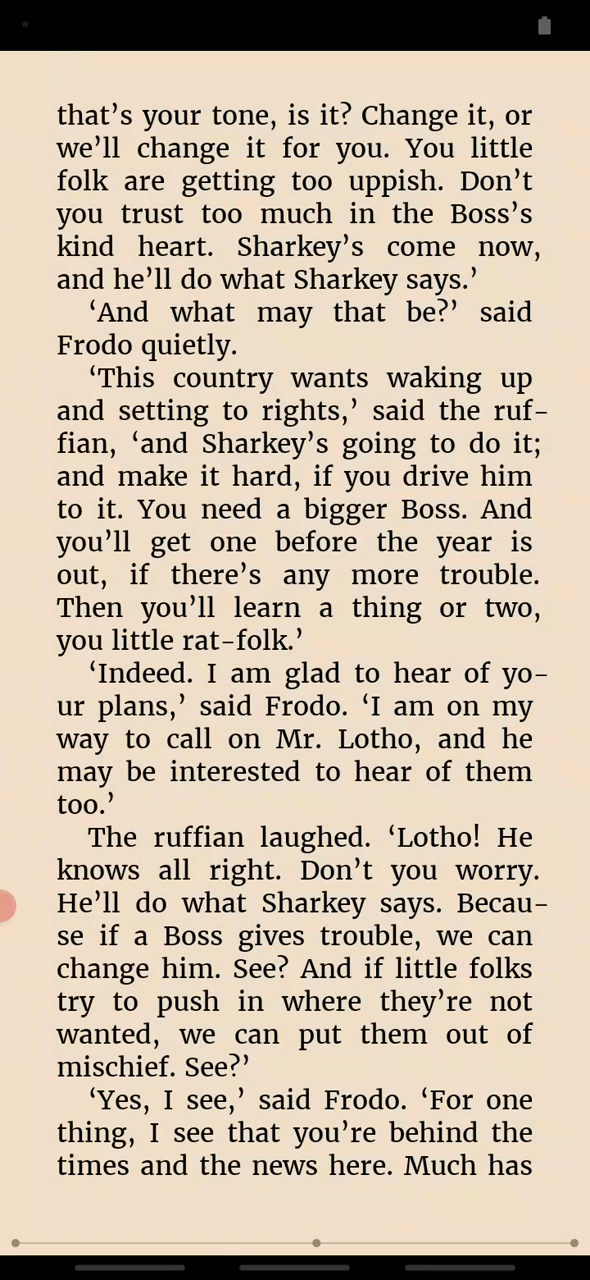 that’s your tone, is it? Change it, or
we’ll change it for you. You little
folk are getting too uppish. Don’t
you trust too much in the Boss’s
kind heart. Sharkey’s come now,
and he’ll do what Sharkey says.’
‘And what may that be?’ said
Frodo quietly.
‘This country wants waking up
and setting to rights,’ said the ruf-
fian, ‘and Sharkey’s going to do it;
and make it hard, if you drive him
to it. You need a bigger Boss. And
you’ll get one before the year is
out, if there’s any more trouble.
Then you’ll learn a thing or two,
you little rat-folk.’
‘Indeed. I am glad to hear of yo-
ur plans,’ said Frodo. ‘I am on my
way to call on Mr. Lotho, and he
may be interested to hear of them
too.’
The ruffian laughed. ‘Lotho! He
knows all right. Don’t you worry.
He’ll do what Sharkey says. Becau-
se if a Boss gives trouble, we can
change him. See? And if little folks
try to push in where they’re not
wanted, we can put them out of
mischief. See?’
‘Yes, I see,’ said Frodo. ‘For one
thing, I see that you’re behind the
times and the news here. Much has